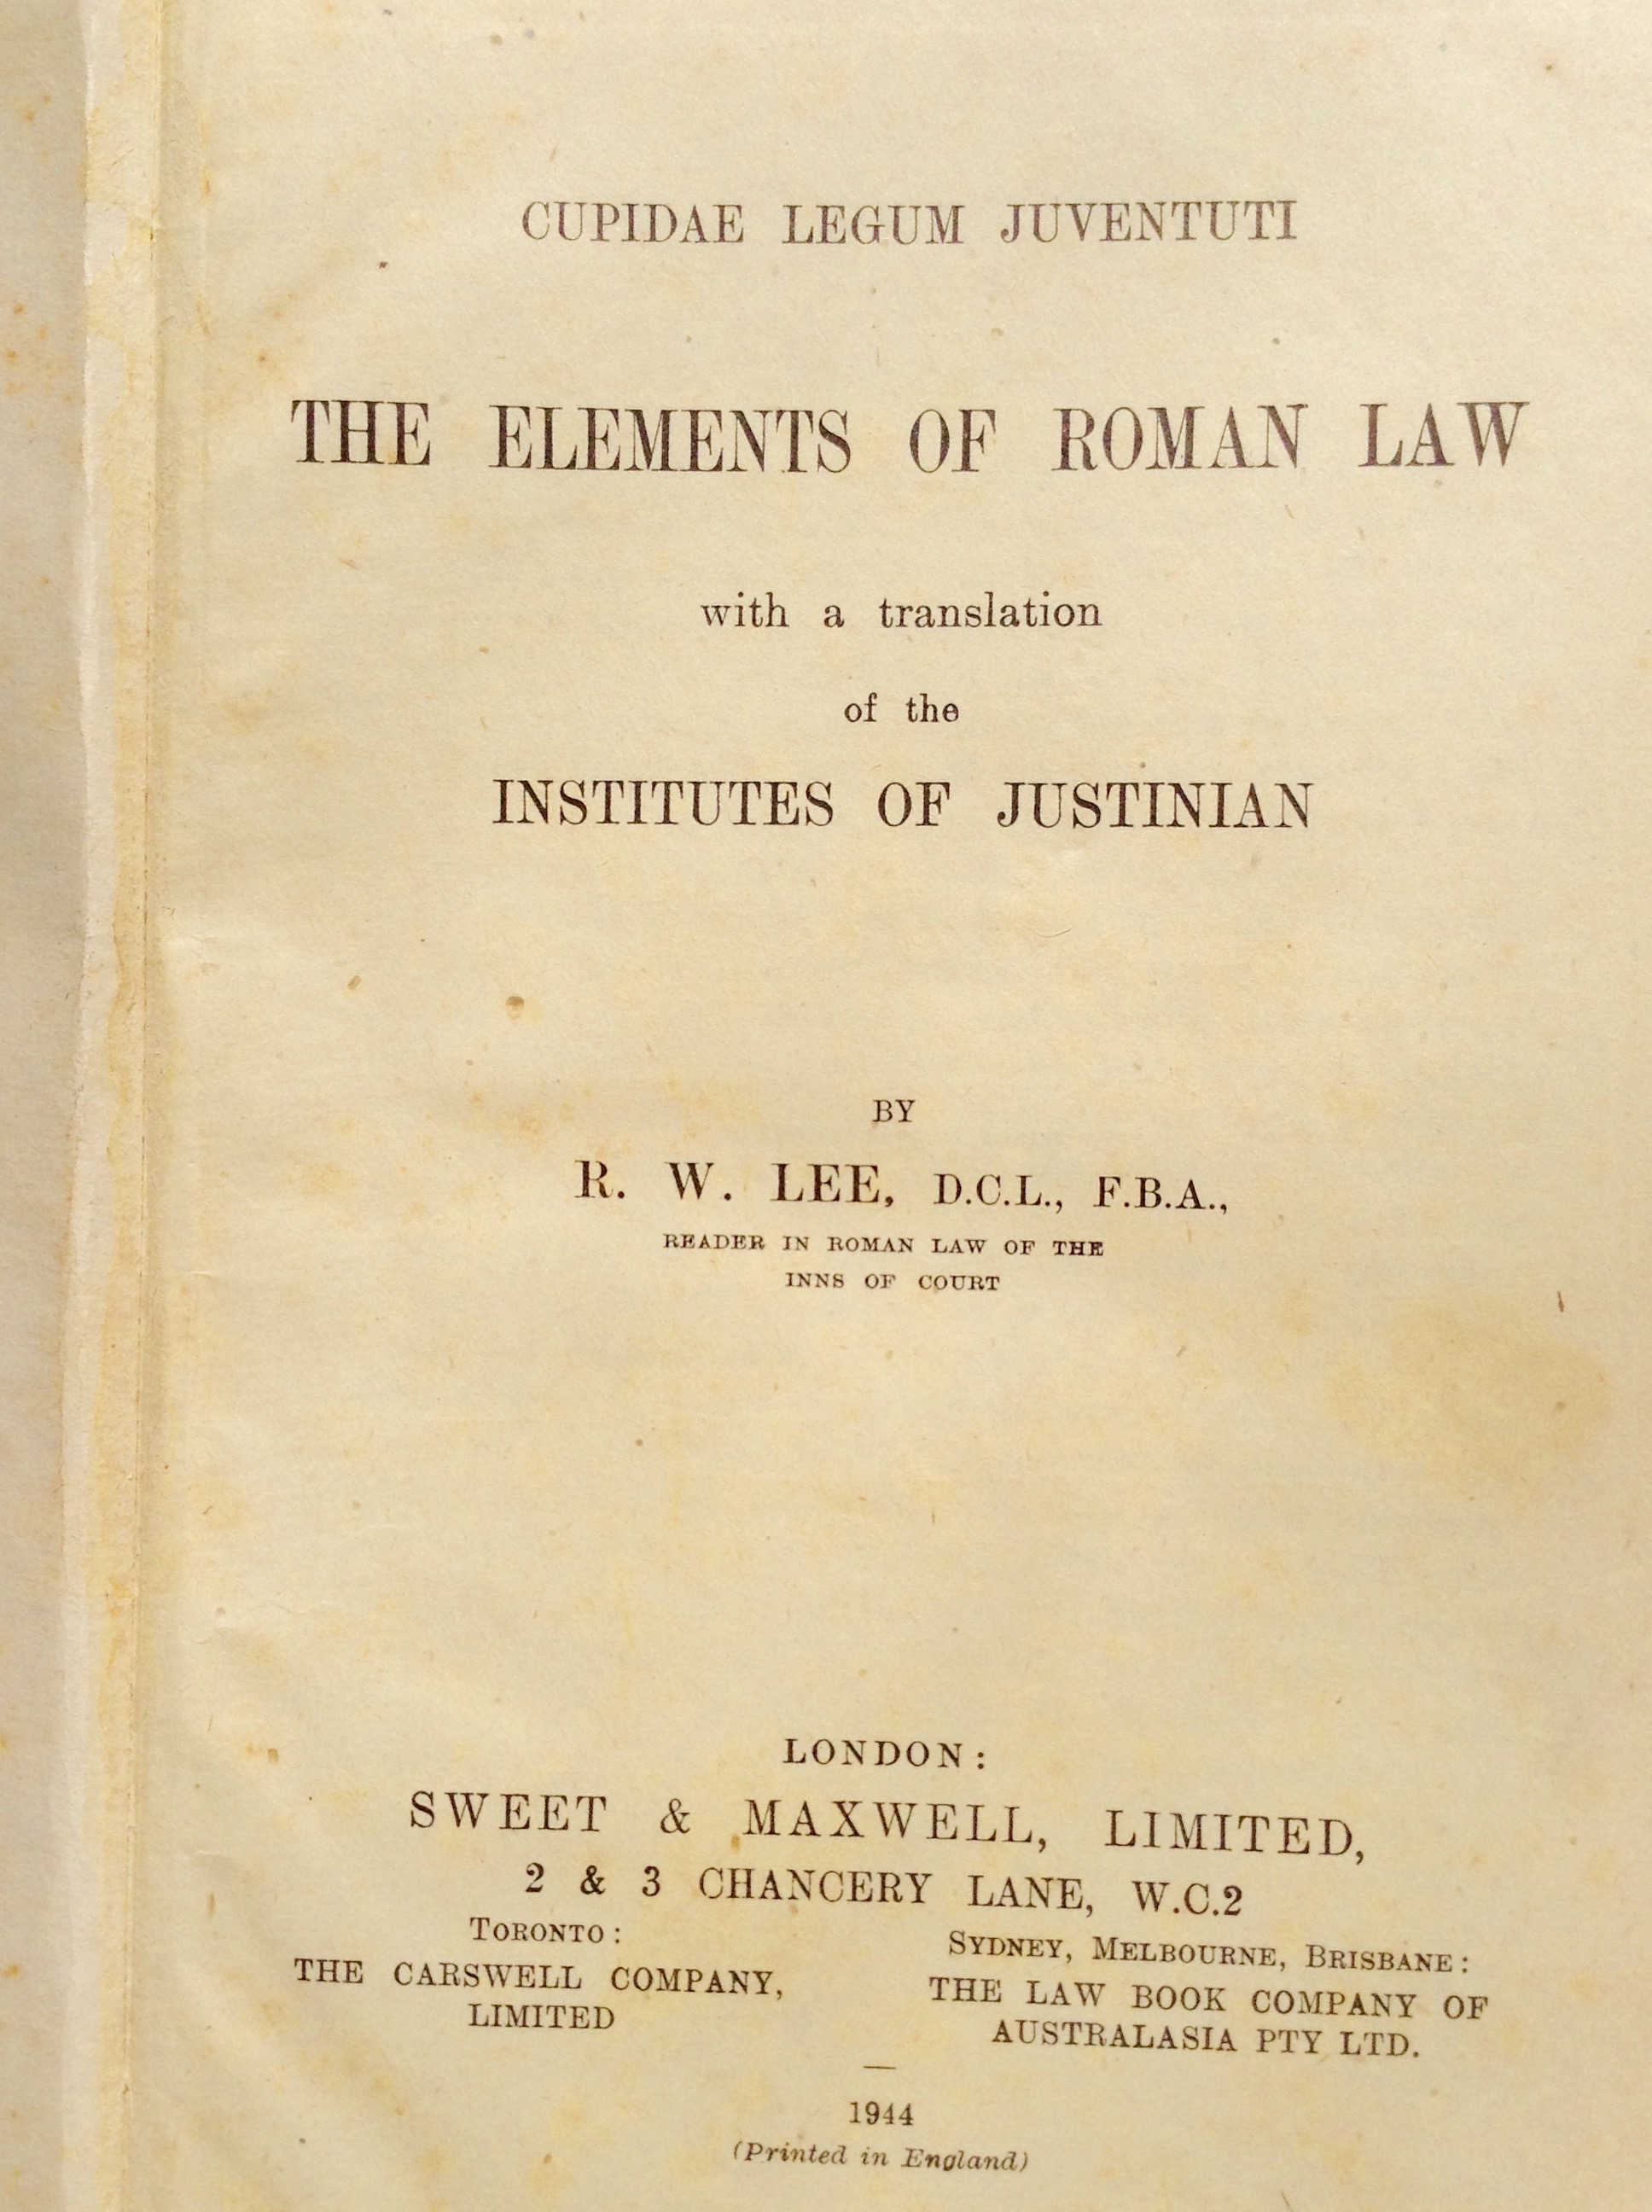 CUPIDAE LEGUM JUVENTUTI
THE ELEMENTS OF ROMAN LAW
with a translation
of the
INSTITUTES OF JUSTINIAN
BY
R. W. LEE, D.C.L., F.B.A.,
READER IN ROMAN LAW OF THE
INNS OF COURT
LONDON:
SWEET & MAXWELL, LIMITED,
2 & 3 CHANCERY LANE, W.C.2
TORONTO:
THE CARSWELL COMPANY,
LIMITED
SYDNEY, MELBOURNE, BRISBANE:
THE LAW BOOK COMPANY OF
AUSTRALASIA PTY LTD.
1944
(Printed in England)